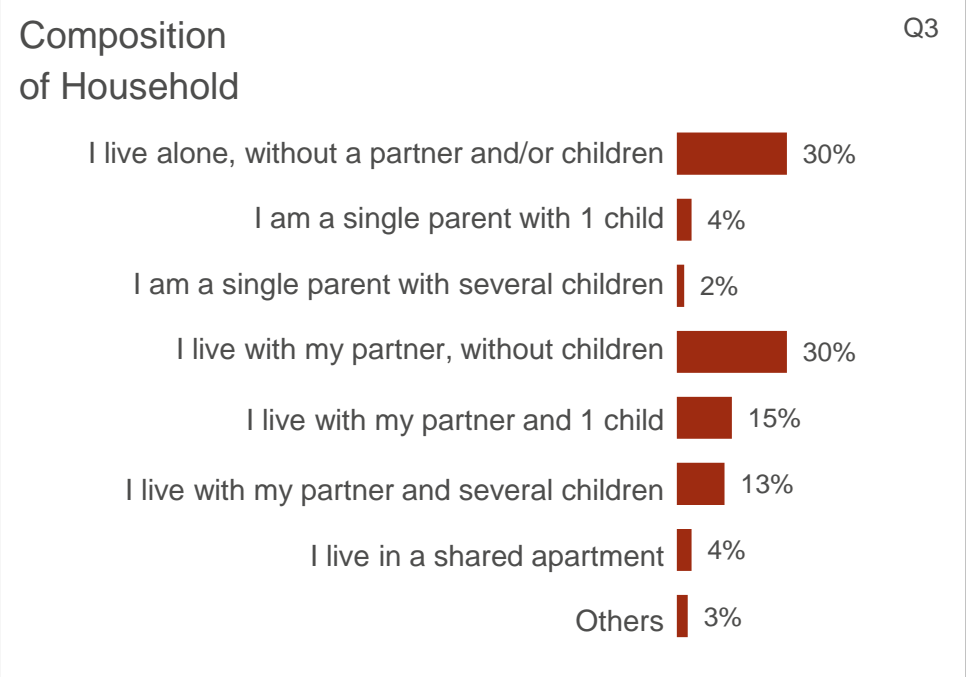 Composition
of Household
Q3
I live alone, without a partner and/or children 30%
I am a single parent with 1 child 4%
I am a single parent with several children 2%
I live with my partner, without children 30%
I live with my partner and 1 child 15%
I live with my partner and several children 13%
I live in a shared apartment 4%
Others 3%